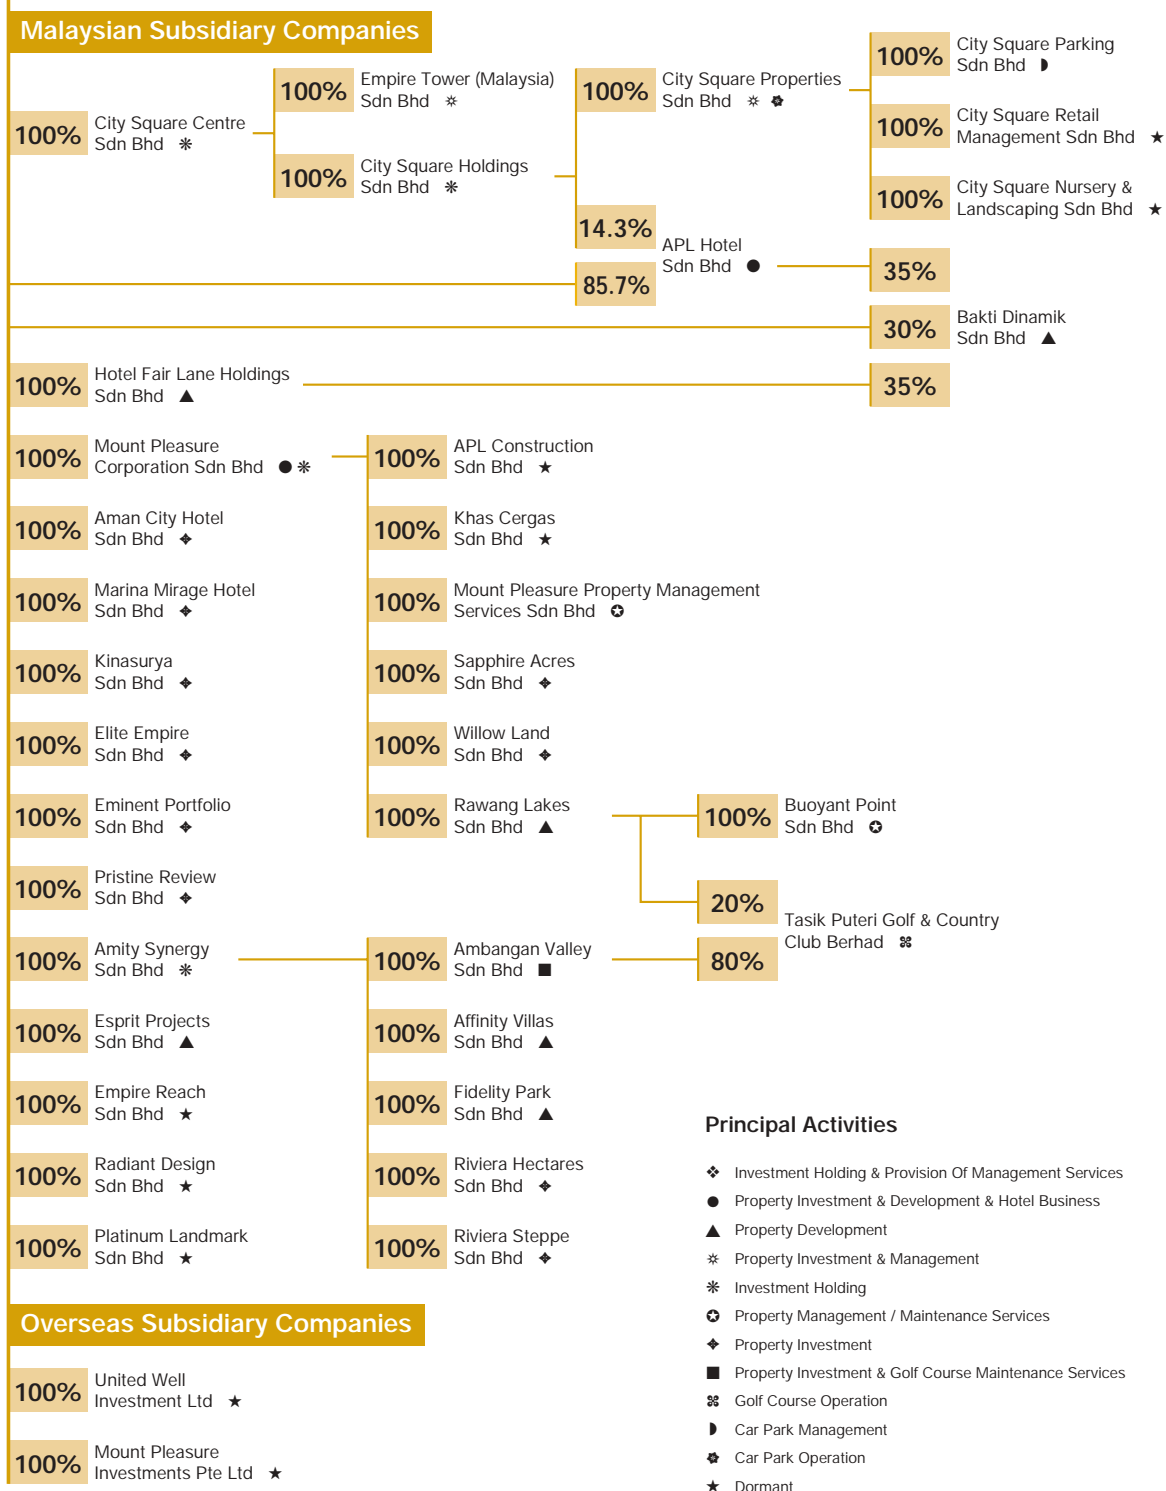 Malaysian Subsidiary Companies
100%
City Square Centre
Sdn Bhd ❋
100%
Empire Tower (Malaysia)
Sdn Bhd ☼
100%
City Square Holdings
Sdn Bhd ❋
100%
City Square Properties
Sdn Bhd ☼ ✿
14.3%
85.7%
APL Hotel
Sdn Bhd ●
100%
City Square Parking
Sdn Bhd ◗
100%
City Square Retail
Management Sdn Bhd ★
100%
City Square Nursery &
Landscaping Sdn Bhd ★
35%
30%
Bakti Dinamik
Sdn Bhd ▲
35%
100%
Hotel Fair Lane Holdings
Sdn Bhd ▲
100%
Mount Pleasure
Corporation Sdn Bhd ● ❋
100%
Aman City Hotel
Sdn Bhd ✥
100%
Marina Mirage Hotel
Sdn Bhd ✥
100%
Kinasurya
Sdn Bhd ✥
100%
Elite Empire
Sdn Bhd ✥
100%
Eminent Portfolio
Sdn Bhd ✥
100%
Pristine Review
Sdn Bhd ✥
100%
Amity Synergy
Sdn Bhd ❋
100%
Esprit Projects
Sdn Bhd ▲
100%
Empire Reach
Sdn Bhd ★
100%
Radiant Design
Sdn Bhd ★
100%
Platinum Landmark
Sdn Bhd ★
100%
APL Construction
Sdn Bhd ★
100%
Khas Cergas
Sdn Bhd ★
100%
Mount Pleasure Property Management
Services Sdn Bhd ✪
100%
Sapphire Acres
Sdn Bhd ✥
100%
Willow Land
Sdn Bhd ✥
100%
Rawang Lakes
Sdn Bhd ▲
100%
Buoyant Point
Sdn Bhd ✪
20%
80%
Tasik Puteri Golf & Country
Club Berhad ⌘
100%
Ambangan Valley
Sdn Bhd ■
100%
Affinity Villas
Sdn Bhd ▲
100%
Fidelity Park
Sdn Bhd ▲
100%
Riviera Hectares
Sdn Bhd ✥
100%
Riviera Steppe
Sdn Bhd ✥
Overseas Subsidiary Companies
100%
United Well
Investment Ltd ★
100%
Mount Pleasure
Investments Pte Ltd ★
Principal Activities
❖ Investment Holding & Provision Of Management Services
● Property Investment & Development & Hotel Business
▲ Property Development
☼ Property Investment & Management
❋ Investment Holding
✪ Property Management / Maintenance Services
✥ Property Investment
■ Property Investment & Golf Course Maintenance Services
⌘ Golf Course Operation
◗ Car Park Management
✿ Car Park Operation
★ Dormant